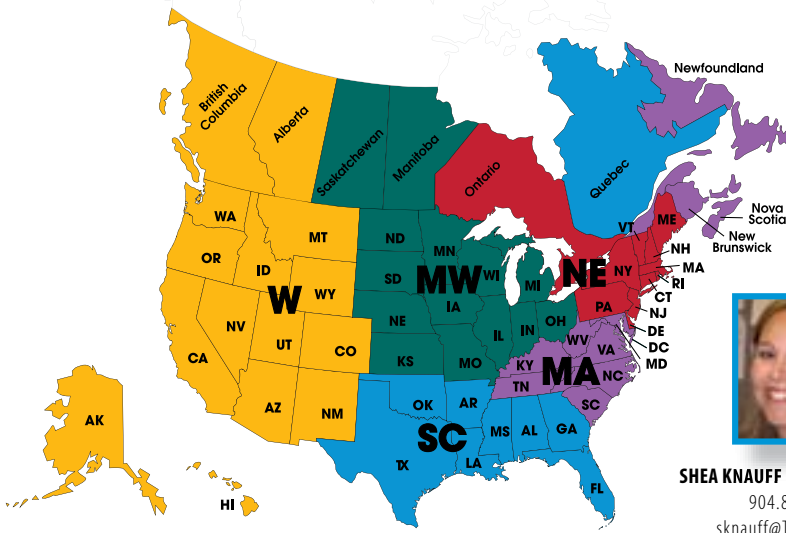 Newfoundland
British
Columbia
Alberta
Saskatchewan
Manitoba
Ontario
Quebec
Nova
Scotia
New
Brunswick
WA
MT
ND
MN
VT
ME
NH
MA
RI
CT
NJ
DE
DC
MD
OR
ID
WY
SD
WI
MI
NY
PA
W
MW
NE
NV
UT
CO
NE
IA
IL
IN
OH
CA
KS
MO
WV
VA
KY
MA
NC
TN
SC
AZ
NM
OK
AR
SC
MS
AL
GA
TX
LA
FL
AK
HI
SHEA KNAUFF
904.8
sknauff@